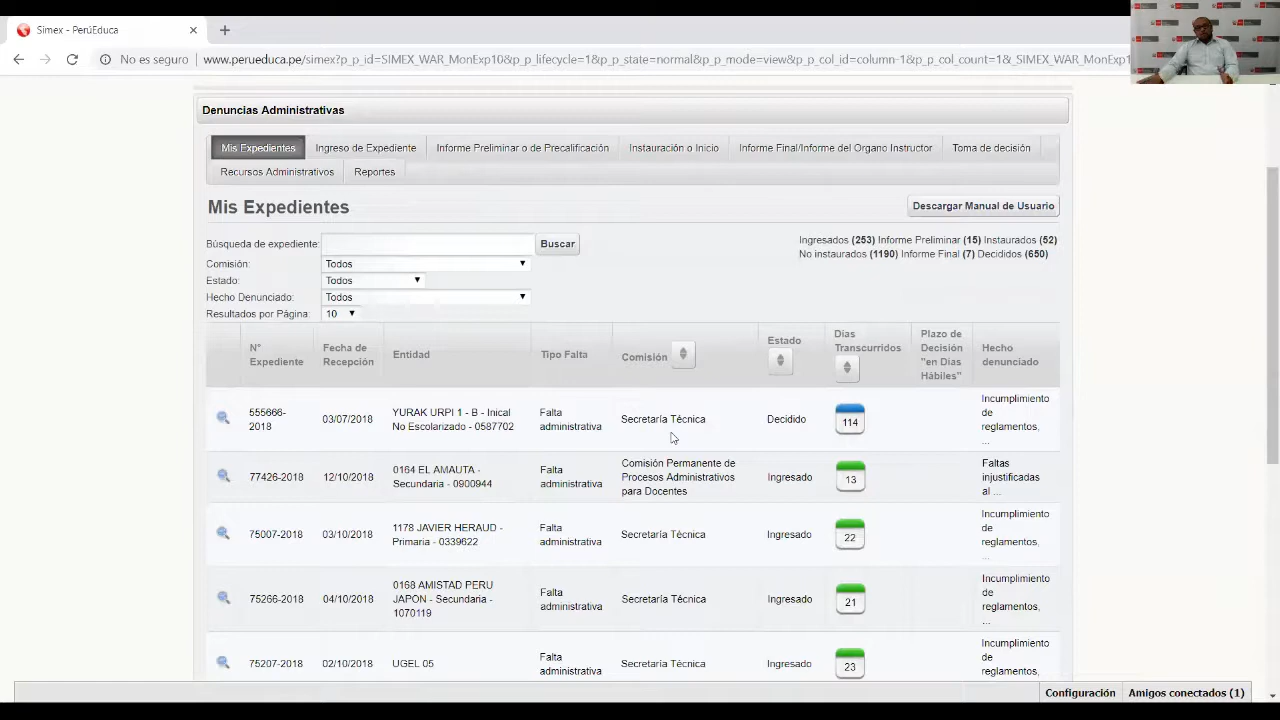 Simex - PerúEduca
No es seguro www.perueduca.pe/simex?p_p_id=SIMEX_WAR_MonExp10&p_p_lifecycle=1&p_p_state=normal&p_p_mode=view&p_p_col_id=column-1&p_p_col_count=1&_SIMEX_WAR_MonExp1
Denuncias Administrativas
Mis Expedientes Ingreso de Expediente Informe Preliminar o de Precalificación Instauración o Inicio Informe Final/Informe del Organo Instructor Toma de decisión
Recursos Administrativos Reportes
Mis Expedientes Descargar Manual de Usuario
Búsqueda de expediente: Buscar
Ingresados (253) Informe Preliminar (15) Instaurados (52)
No instaurados (1190) Informe Final (7) Decididos (650)
Comisión: Todos
Estado: Todos
Hecho Denunciado: Todos
Resultados por Página: 10
N° Expediente
Fecha de Recepción
Entidad
Tipo Falta
Comisión
Estado
Días Transcurridos
Plazo de Decisión "en Días Hábiles"
Hecho denunciado
555666-2018 03/07/2018 YURAK URPI 1 - B - Inical No Escolarizado - 0587702 Falta administrativa Secretaría Técnica Decidido 114 Incumplimiento de reglamentos, ...
77426-2018 12/10/2018 0164 EL AMAUTA - Secundaria - 0900944 Falta administrativa Comisión Permanente de Procesos Administrativos para Docentes Ingresado 13 Faltas injustificadas al ...
75007-2018 03/10/2018 1178 JAVIER HERAUD - Primaria - 0339622 Falta administrativa Secretaría Técnica Ingresado 22 Incumplimiento de reglamentos, ...
75266-2018 04/10/2018 0168 AMISTAD PERU JAPON - Secundaria - 1070119 Falta administrativa Secretaría Técnica Ingresado 21 Incumplimiento de reglamentos, ...
75207-2018 02/10/2018 UGEL 05 Falta administrativa Secretaría Técnica Ingresado 23 Incumplimiento de reglamentos,
Configuración Amigos conectados (1)